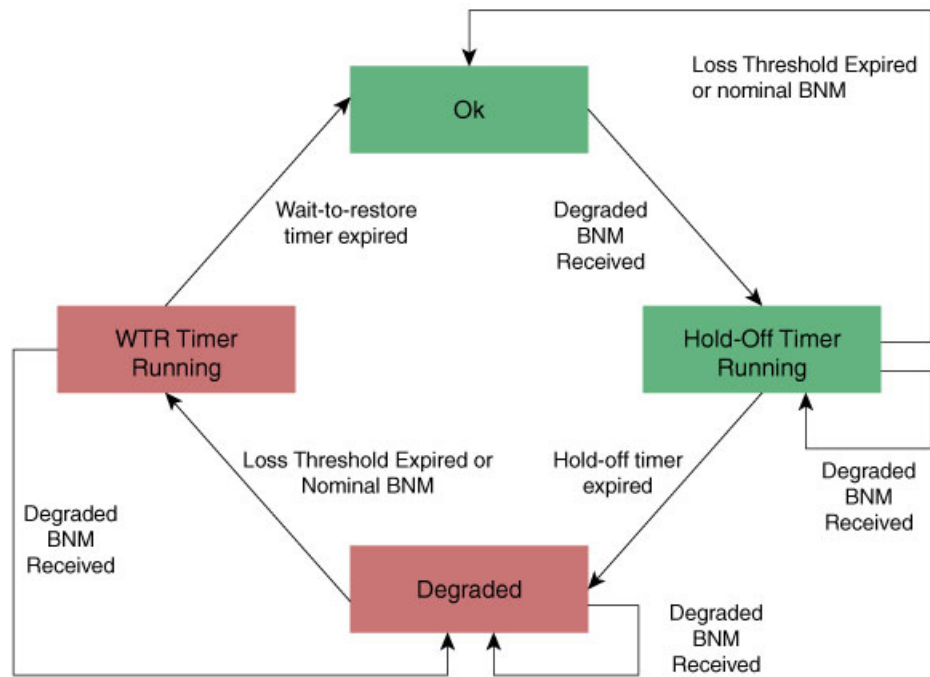 Ok
Loss Threshold Expired
or nominal BNM
Wait-to-restore
timer expired
Degraded
BNM
Received
WTR Timer
Running
Hold-Off Timer
Running
Loss Threshold Expired or
Nominal BNM
Hold-off timer
expired
Degraded
BNM
Received
Degraded
BNM
Received
Degraded
Degraded
BNM
Received